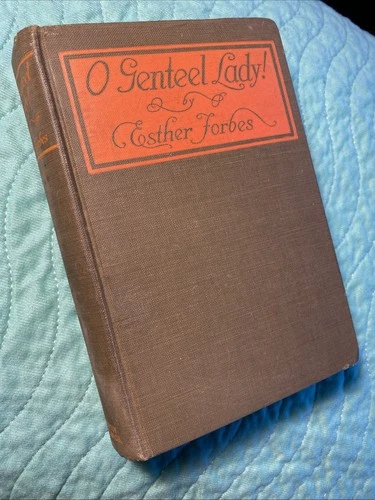 O Genteel Lady!
by
Esther Forbes